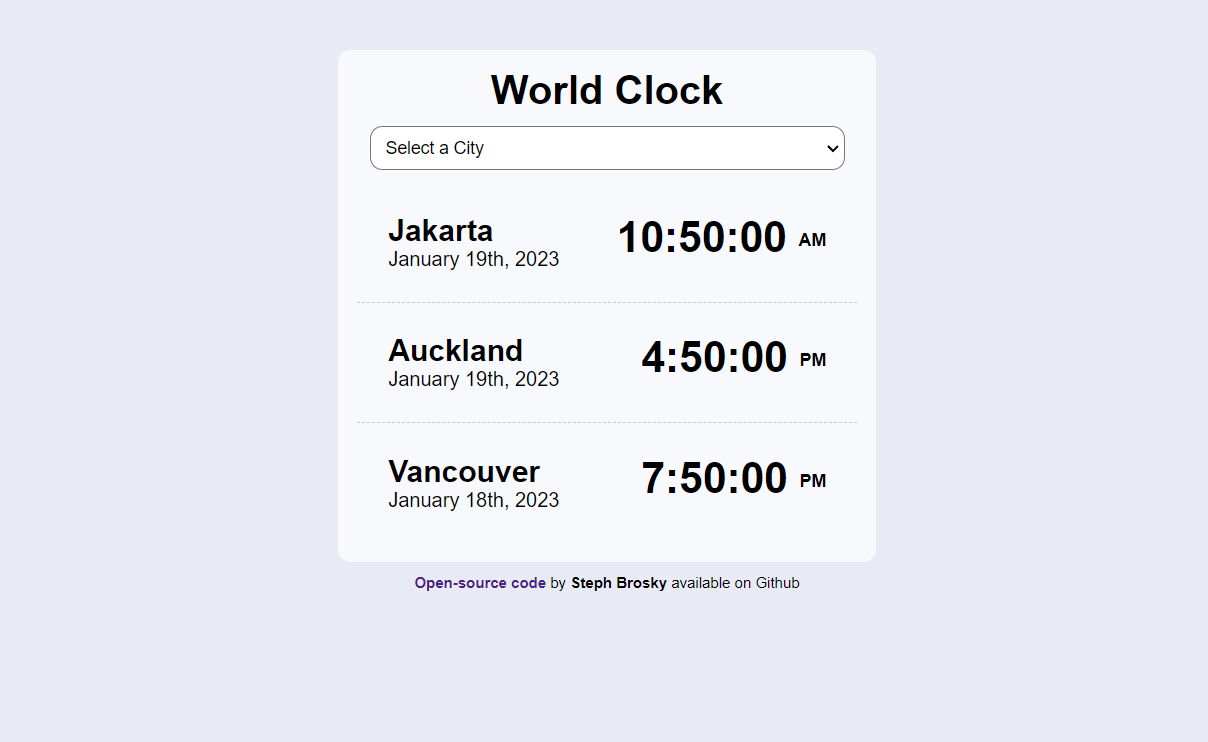 World Clock
Select a City
Jakarta
January 19th, 2023
10:50:00 AM
Auckland
January 19th, 2023
4:50:00 PM
Vancouver
January 18th, 2023
7:50:00 PM
Open-source code by Steph Brosky available on Github